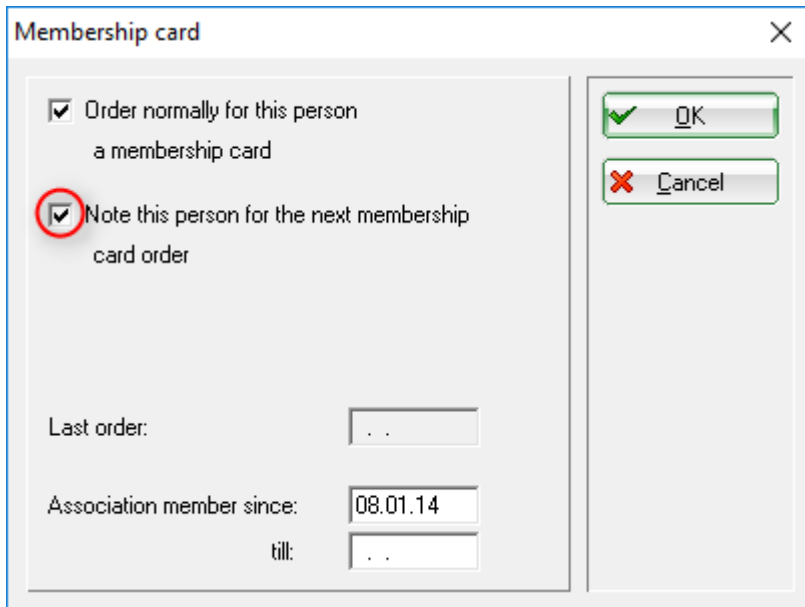 Membership card
Order normally for this person
a membership card
Note this person for the next membership
card order
Last order: . .
Association member since: 08.01.14
till: . .
OK
Cancel